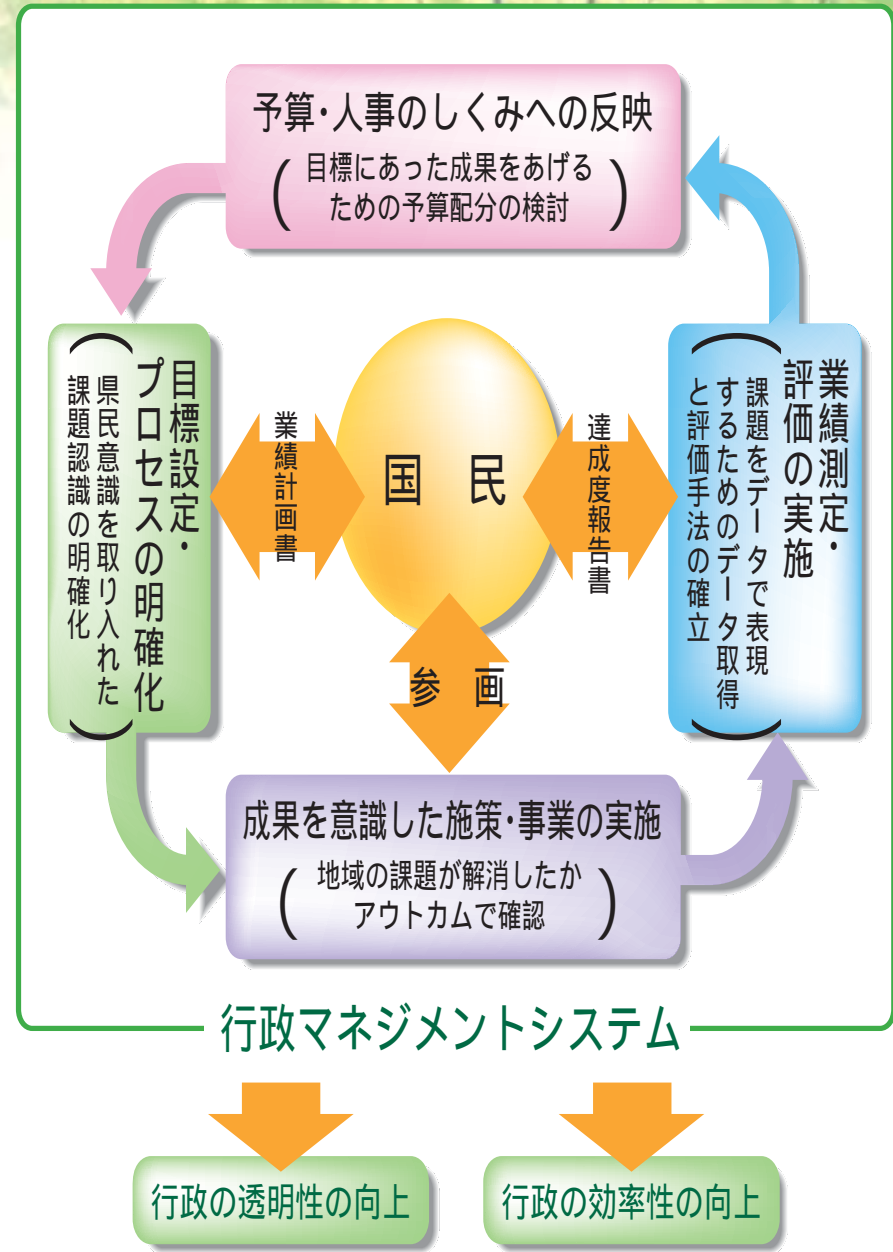 予算・人事のしくみへの反映
(目標にあった成果をあげる
ための予算配分の検討)
目標設定・
プロセスの明確化
(県民意識を取り入れた
課題認識の明確化)
業績計画書
国 民
達成度報告書
業績測定・
評価の実施
(課題をデータで表現
するためのデータ取得
と評価手法の確立)
参 画
成果を意識した施策・事業の実施
(地域の課題が解消したか
アウトカムで確認)
行政マネジメントシステム
行政の透明性の向上
行政の効率性の向上